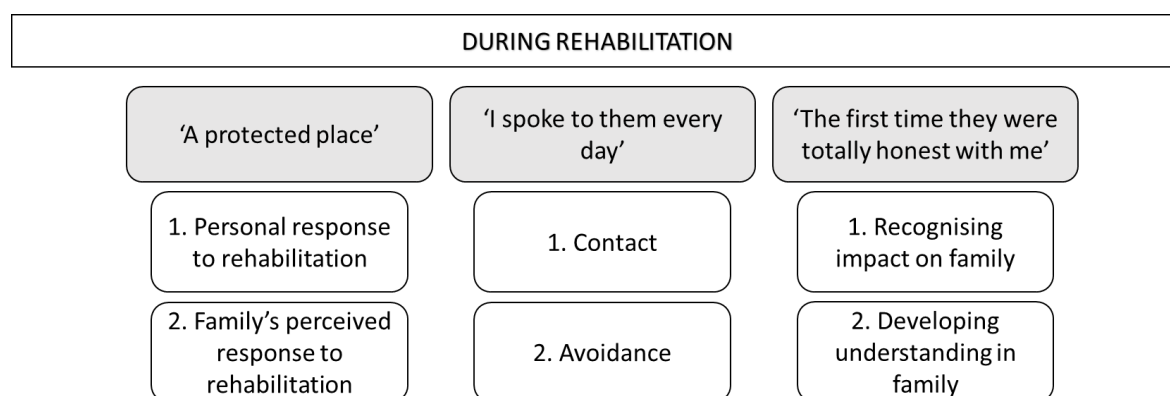 DURING REHABILITATION
‘A protected place’
1. Personal response
to rehabilitation
2. Family’s perceived
response to
rehabilitation
‘I spoke to them every
day’
1. Contact
2. Avoidance
‘The first time they were
totally honest with me’
1. Recognising
impact on family
2. Developing
understanding in
family